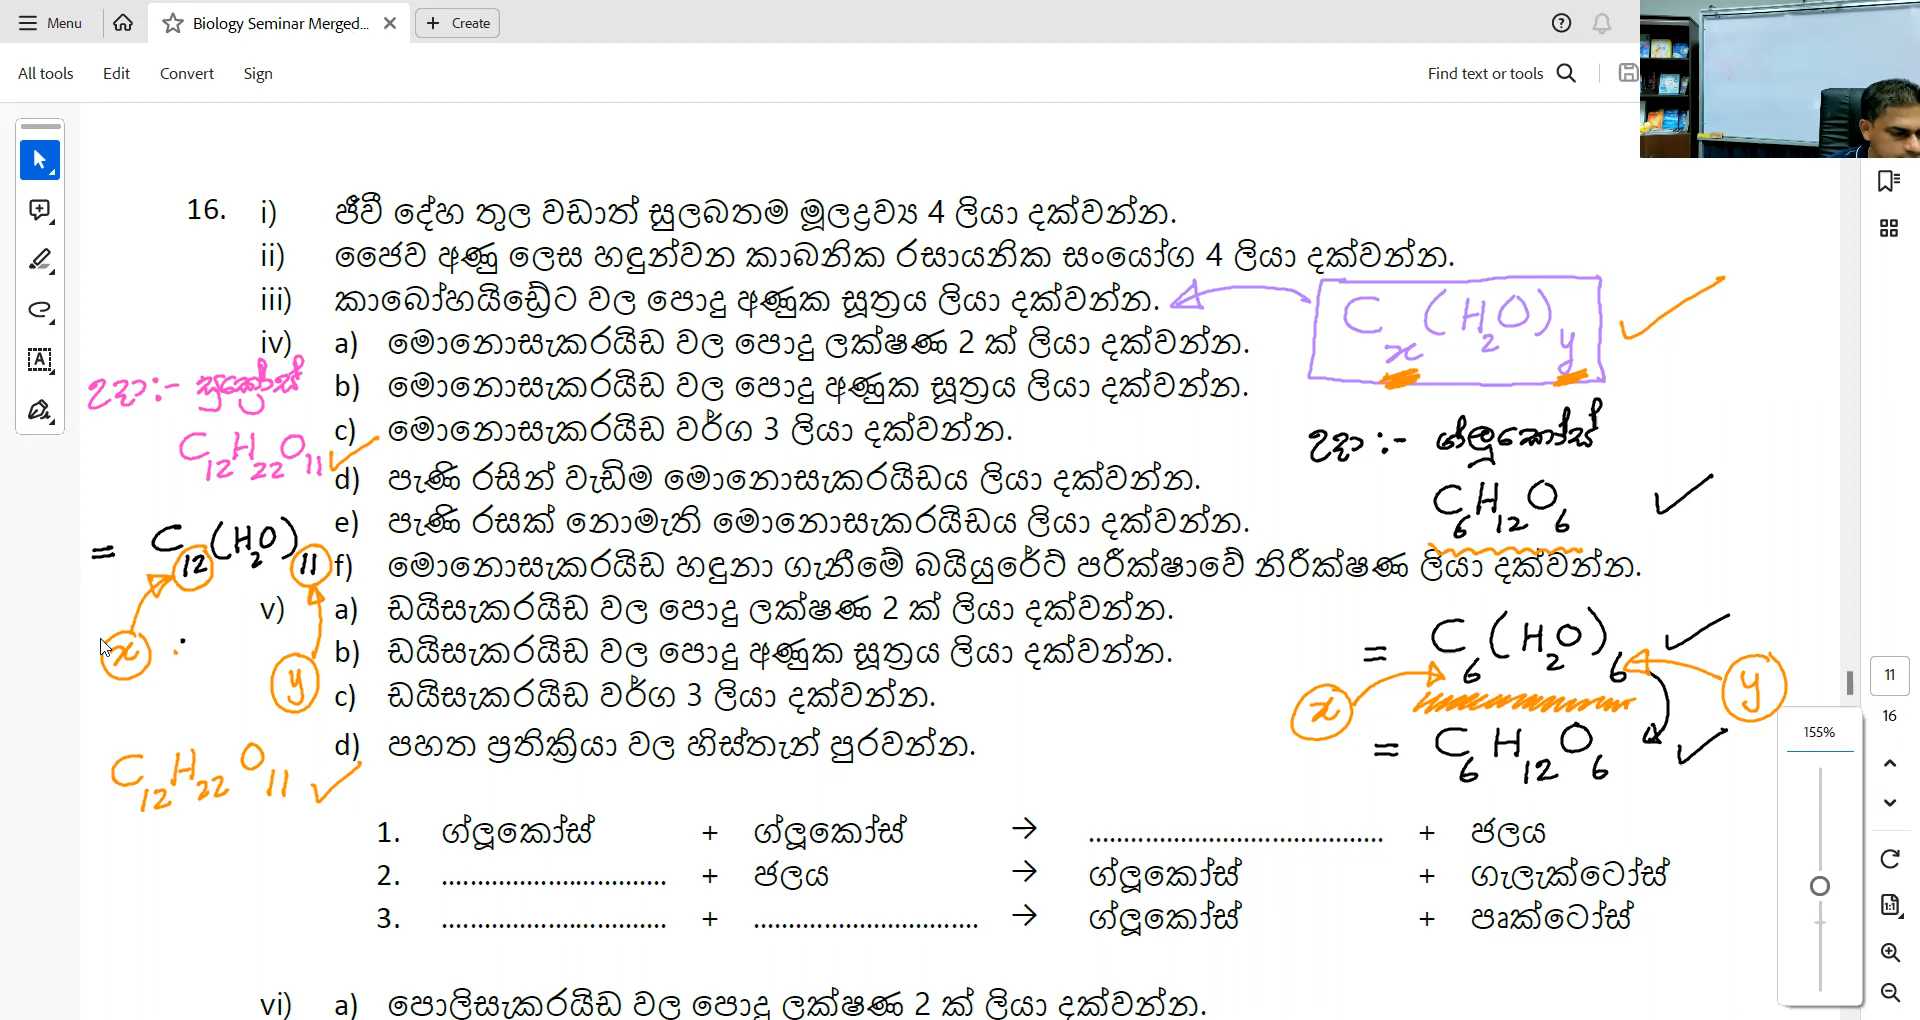 Menu Biology Seminar Merged... Create
All tools Edit Convert Sign Find text or tools
16. i) ජීවී දේහ තුල වඩාත් සුලබතම මූලද්‍රව්‍ය 4 ලියා දක්වන්න.
ii) ජෛව අණු ලෙස හඳුන්වන කාබනික රසායනික සංයෝග 4 ලියා දක්වන්න.
iii) කාබෝහයිඩ්‍රේට වල පොදු අණුක සූත්‍රය ලියා දක්වන්න. Cx(H2O)y
iv) a) මොනොසැකරයිඩ වල පොදු ලක්ෂණ 2 ක් ලියා දක්වන්න.
උදා:- සුක්‍රෝස් b) මොනොසැකරයිඩ වල පොදු අණුක සූත්‍රය ලියා දක්වන්න.
C12H22O11 c) මොනොසැකරයිඩ වර්ග 3 ලියා දක්වන්න. උදා:- ග්ලූකෝස්
d) පැණි රසින් වැඩිම මොනොසැකරයිඩය ලියා දක්වන්න. C6H12O6
= C12(H2O)11 e) පැණි රසක් නොමැති මොනොසැකරයිඩය ලියා දක්වන්න.
f) මොනොසැකරයිඩ හඳුනා ගැනීමේ බයියුරේට් පරීක්ෂාවේ නිරීක්ෂණ ලියා දක්වන්න.
v) a) ඩයිසැකරයිඩ වල පොදු ලක්ෂණ 2 ක් ලියා දක්වන්න.
x : b) ඩයිසැකරයිඩ වල පොදු අණුක සූත්‍රය ලියා දක්වන්න. = C6(H2O)6
y c) ඩයිසැකරයිඩ වර්ග 3 ලියා දක්වන්න. x y
C12H22O11 d) පහත ප්‍රතික්‍රියා වල හිස්තැන් පුරවන්න. = C6H12O6
1. ග්ලූකෝස් + ග්ලූකෝස් → ........................................ + ජලය
2. ................................ + ජලය → ග්ලූකෝස් + ගැලැක්ටෝස්
3. ................................ + ................................ → ග්ලූකෝස් + පෘක්ටෝස්
vi) a) පොලිසැකරයිඩ වල පොදු ලක්ෂණ 2 ක් ලියා දක්වන්න.
11
16
155%